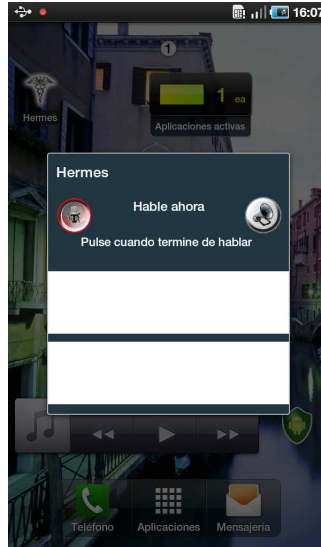 16:07
1
Hermes
1 ea
Aplicaciones activas
Hermes
Hable ahora
Pulse cuando termine de hablar
Teléfono
Aplicaciones
Mensajería